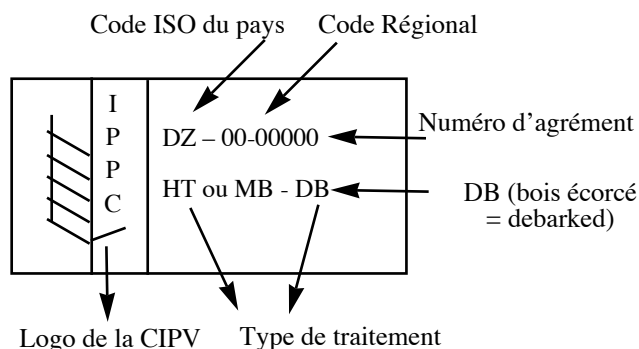 Code ISO du pays
Code Régional
I
P
P
C
DZ – 00-00000
Numéro d’agrément
HT ou MB - DB
DB (bois écorcé
= debarked)
Logo de la CIPV
Type de traitement